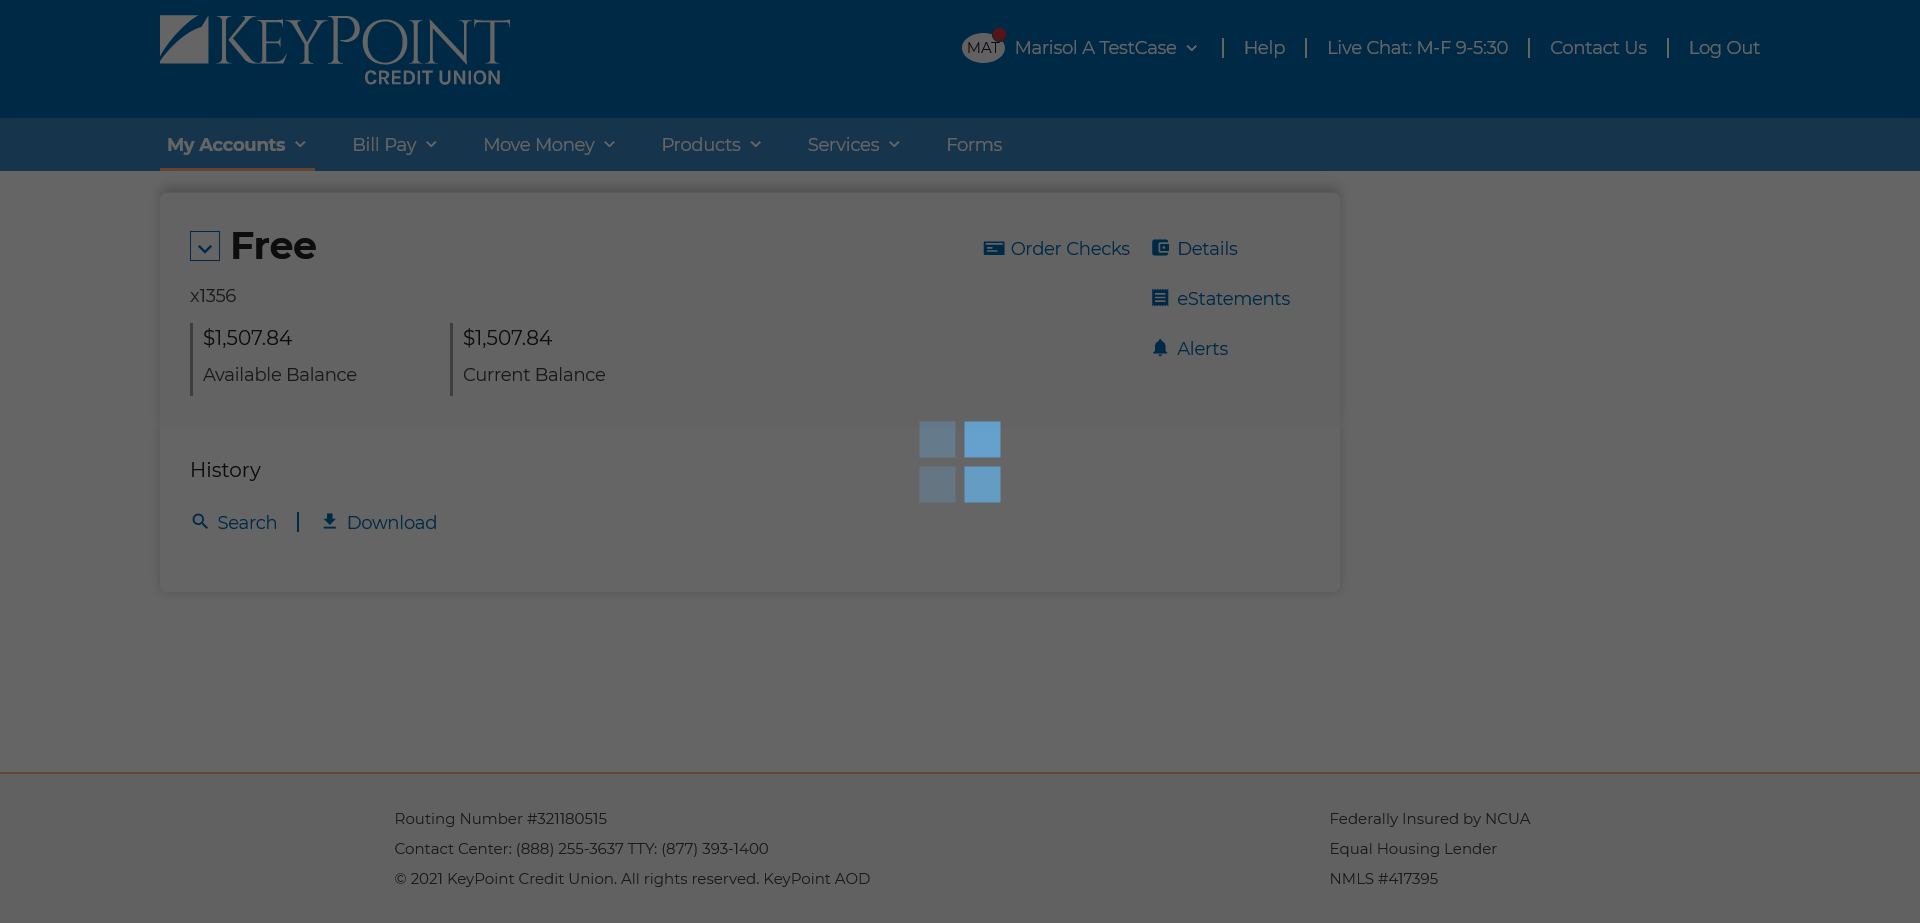 KEYPOINT
CREDIT UNION
MAT Marisol A TestCase Help Live Chat: M-F 9-5:30 Contact Us Log Out
My Accounts Bill Pay Move Money Products Services Forms
Free
Order Checks Details
x1356
eStatements
$1,507.84 $1,507.84
Alerts
Available Balance Current Balance
History
Search Download
Routing Number #321180515
Contact Center: (888) 255-3637 TTY: (877) 393-1400
© 2021 KeyPoint Credit Union. All rights reserved. KeyPoint AOD
Federally Insured by NCUA
Equal Housing Lender
NMLS #417395